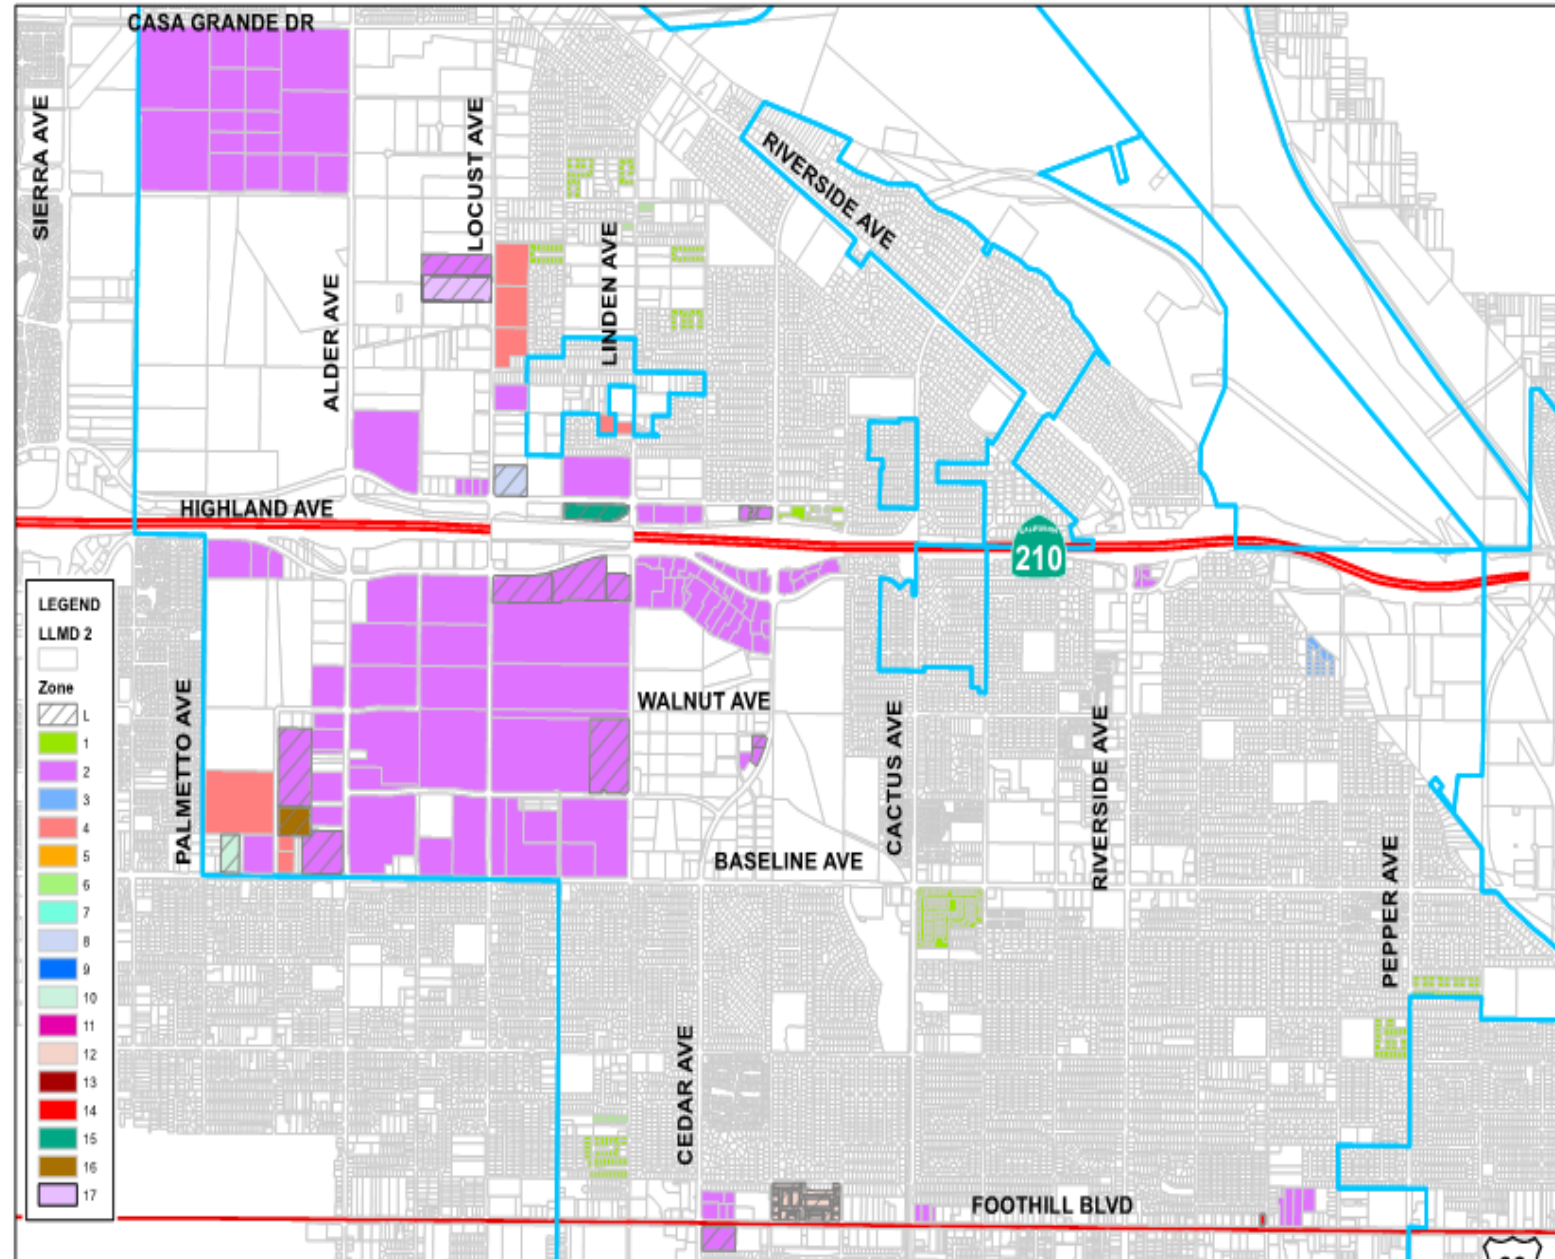 CASA GRANDE DR
SIERRA AVE
LOCUST AVE
RIVERSIDE AVE
LINDEN AVE
ALDER AVE
HIGHLAND AVE
CALIFORNIA
210
LEGEND
LLMD 2
Zone
L
1
2
3
4
5
6
7
8
9
10
11
12
13
14
15
16
17
PALMETTO AVE
WALNUT AVE
CACTUS AVE
RIVERSIDE AVE
BASELINE AVE
PEPPER AVE
CEDAR AVE
FOOTHILL BLVD